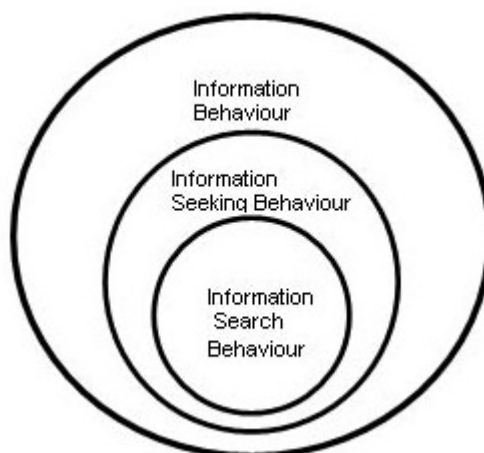 Information
Behaviour
Information
Seeking Behaviour
Information
Search
Behaviour